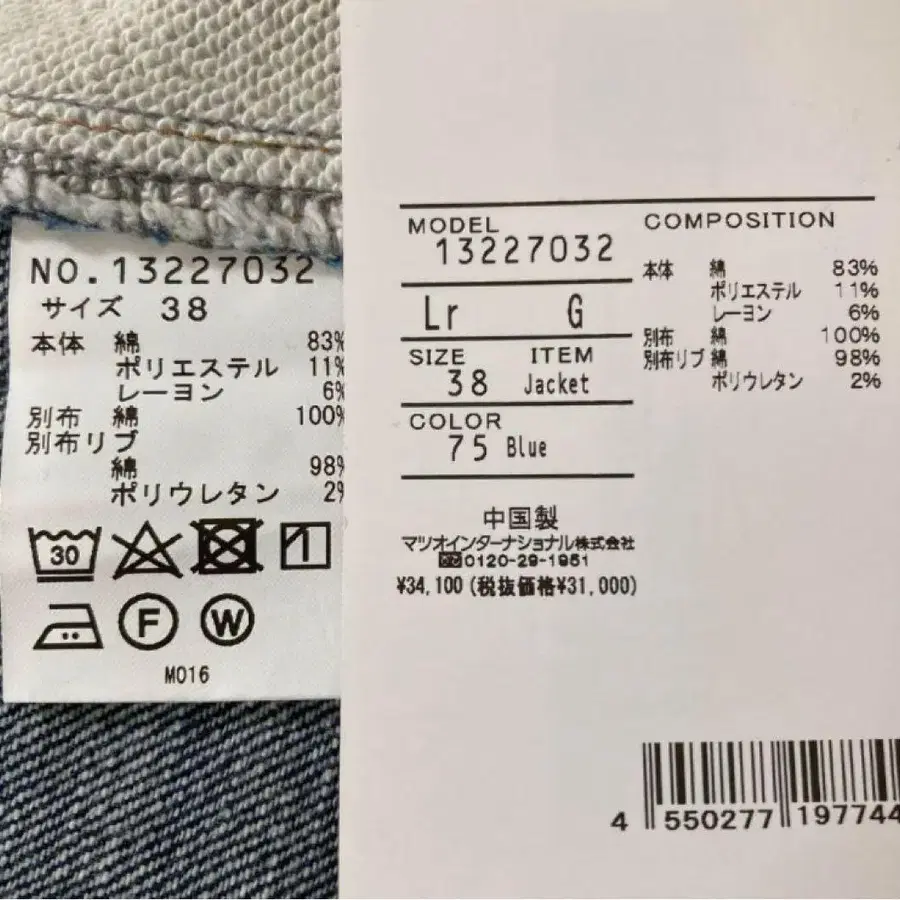 NO.13227032
サイズ 38
本体 綿 83%
ポリエステル 11%
レーヨン 6%
別布 綿 100%
別布リブ
綿 98%
ポリウレタン 2%
30
F W
M016
MODEL
13227032
Lr G
SIZE ITEM
38 Jacket
COLOR
75 Blue
COMPOSITION
本体 綿 83%
ポリエステル 11%
レーヨン 6%
別布 綿 100%
別布リブ 綿 98%
ポリウレタン 2%
中国製
マツオインターナショナル株式会社
0120-29-1951
¥34,100 (税抜価格¥31,000)
4 550277 197744